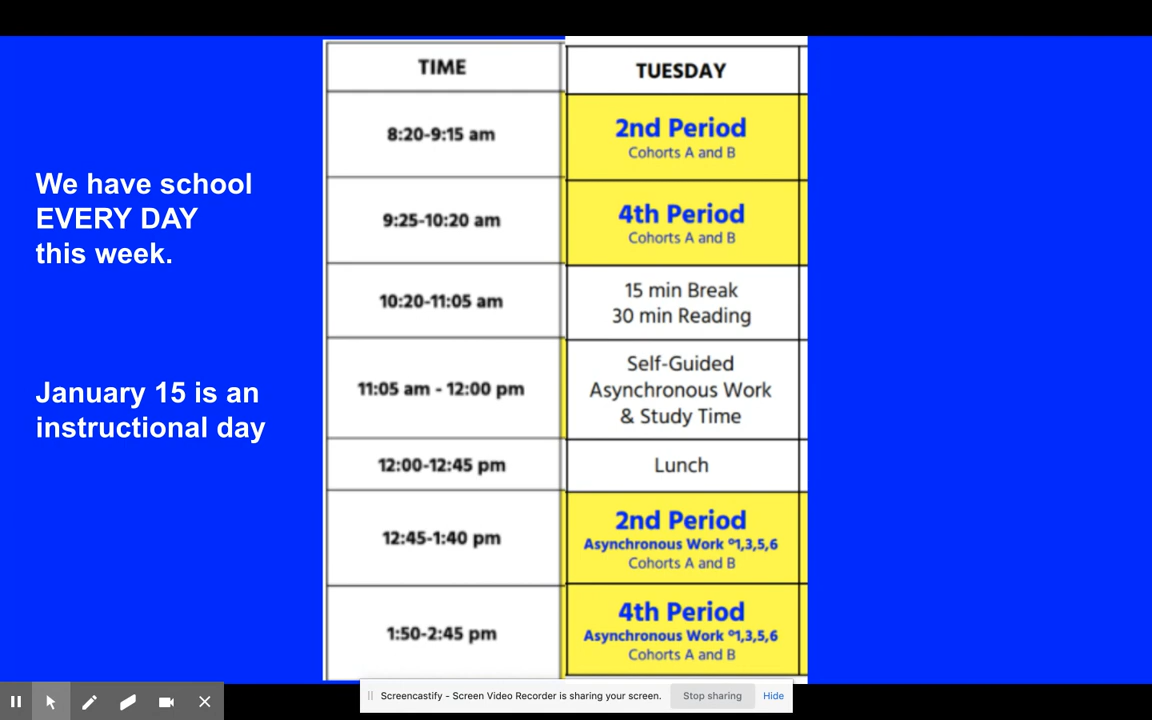 We have school
EVERY DAY
this week.
January 15 is an
instructional day
TIME
TUESDAY
8:20-9:15 am
2nd Period
Cohorts A and B
9:25-10:20 am
4th Period
Cohorts A and B
10:20-11:05 am
15 min Break
30 min Reading
11:05 am - 12:00 pm
Self-Guided
Asynchronous Work
& Study Time
12:00-12:45 pm
Lunch
12:45-1:40 pm
2nd Period
Asynchronous Work º1,3,5,6
Cohorts A and B
1:50-2:45 pm
4th Period
Asynchronous Work º1,3,5,6
Cohorts A and B
Screencastify - Screen Video Recorder is sharing your screen.
Stop sharing
Hide